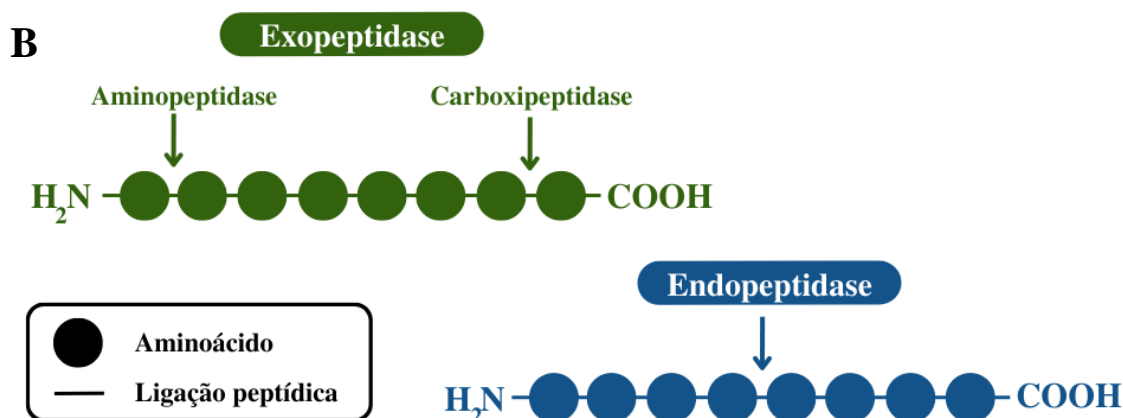 B
Exopeptidase
Aminopeptidase Carboxipeptidase
H₂N COOH
Endopeptidase
Aminoácido
Ligação peptídica
H₂N COOH